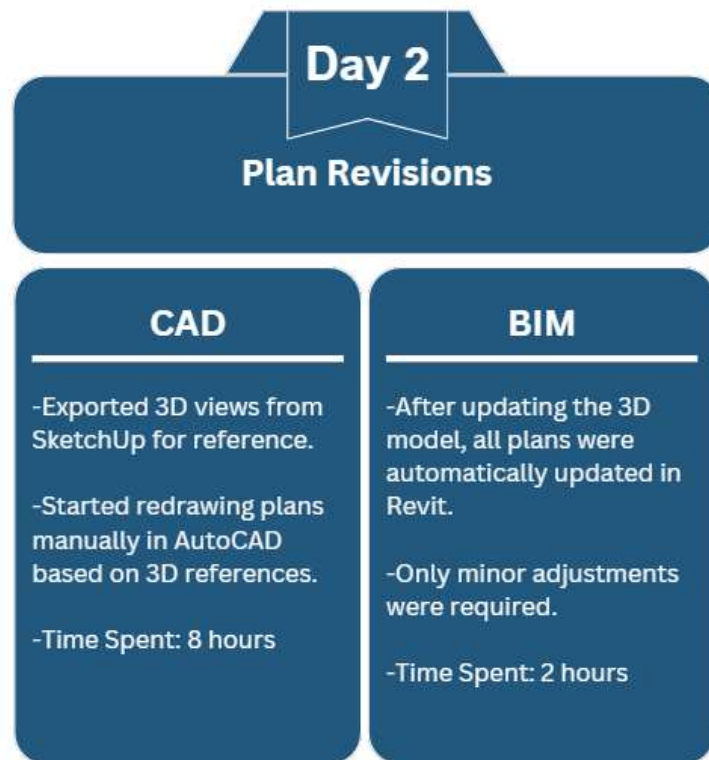 Day 2
Plan Revisions
CAD
-Exported 3D views from
SketchUp for reference.
-Started redrawing plans
manually in AutoCAD
based on 3D references.
-Time Spent: 8 hours
BIM
-After updating the 3D
model, all plans were
automatically updated in
Revit.
-Only minor adjustments
were required.
-Time Spent: 2 hours